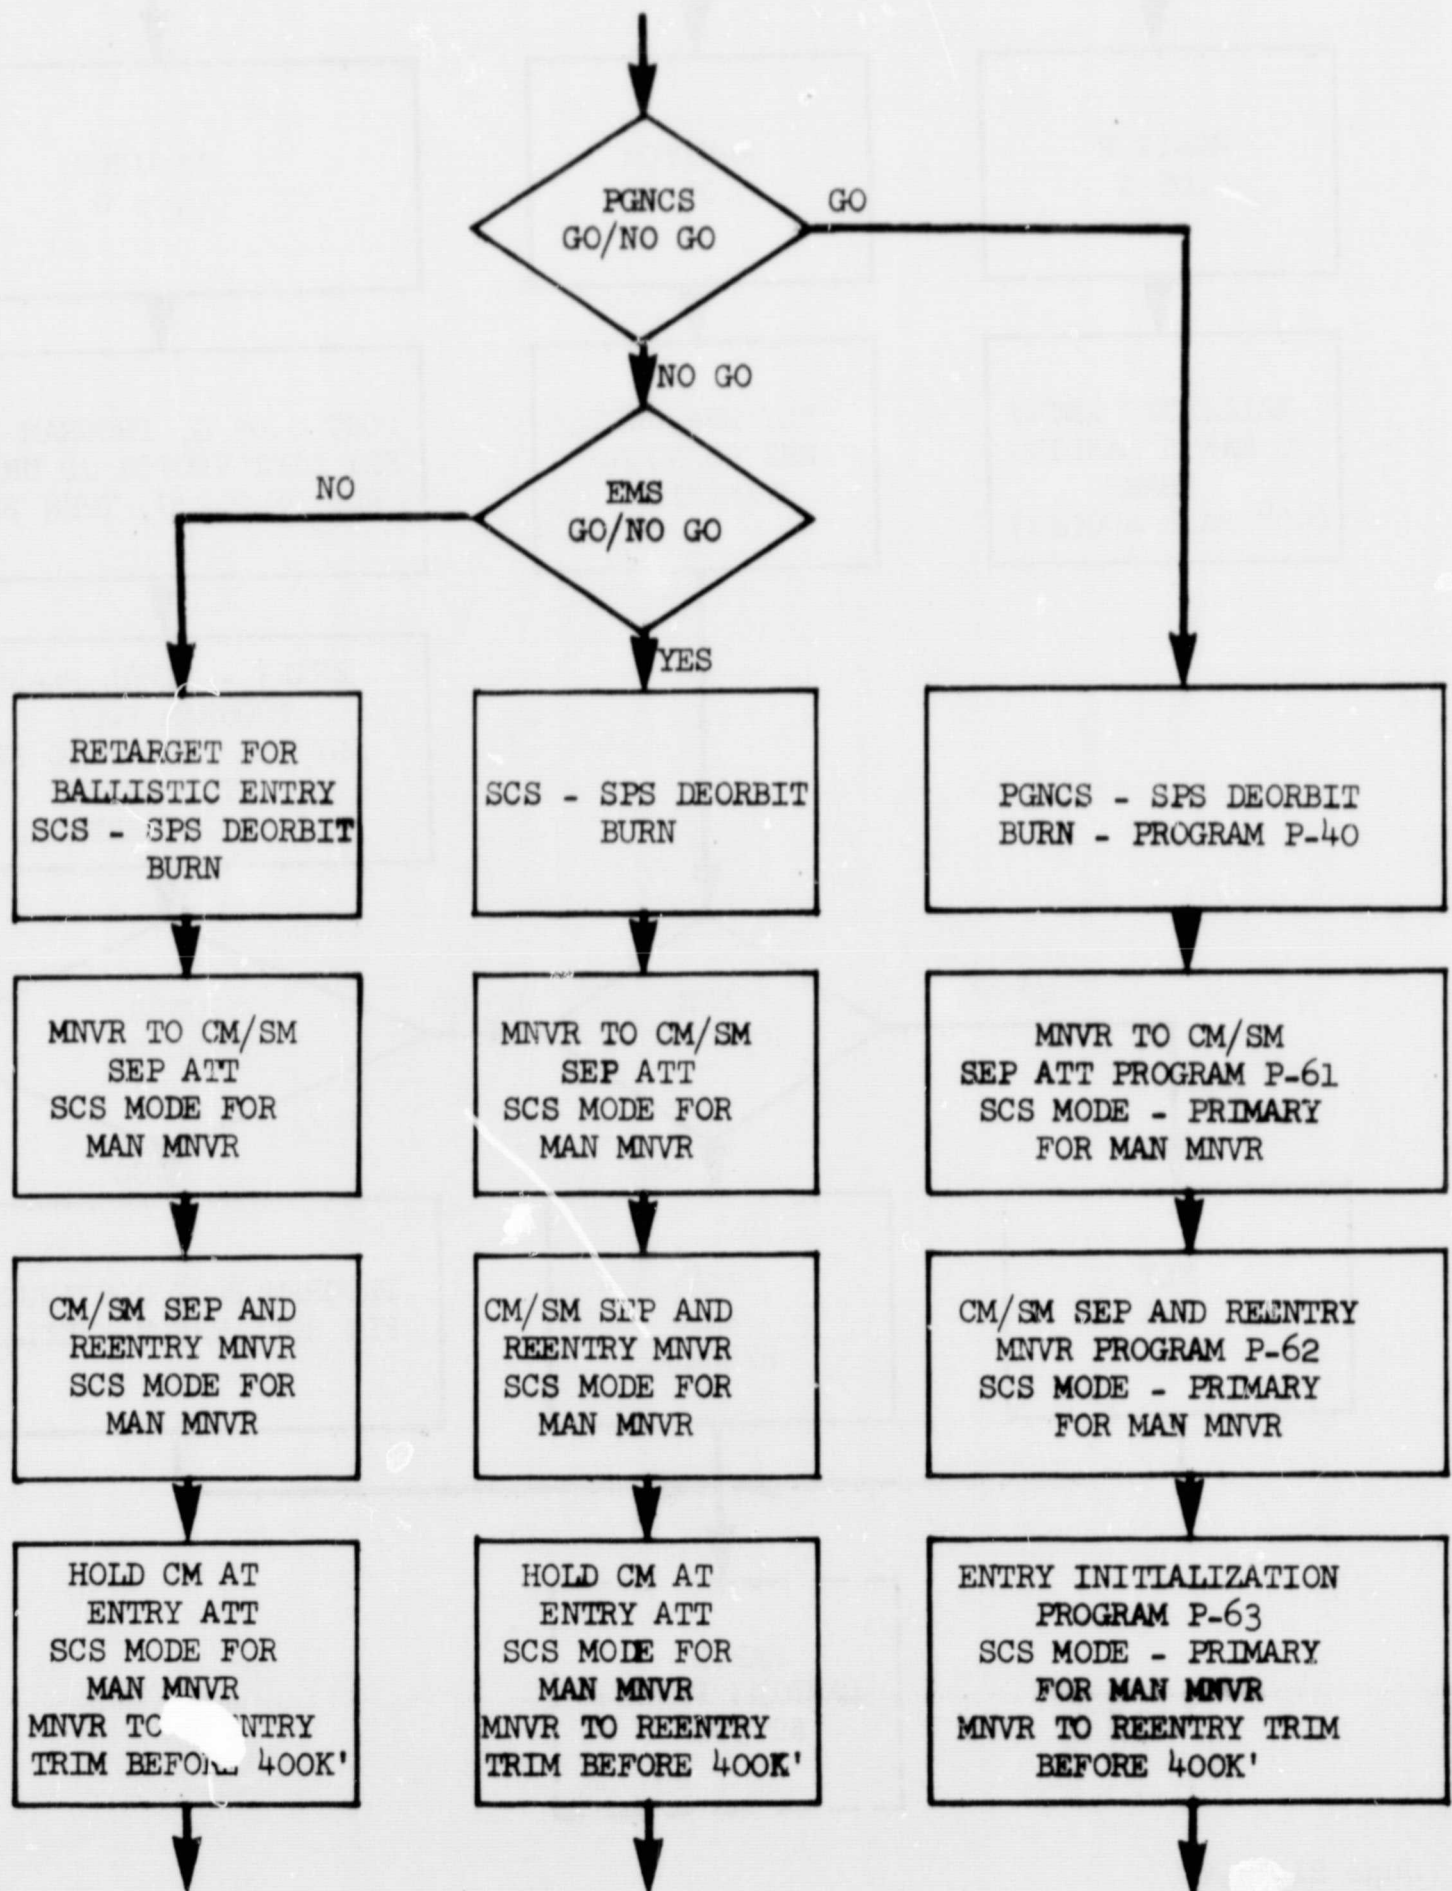 PGNCS
GO/NO GO
GO
NO GO
EMS
GO/NO GO
NO
YES
RETARGET FOR
BALLISTIC ENTRY
SCS - SPS DEORBIT
BURN
SCS - SPS DEORBIT
BURN
PGNCS - SPS DEORBIT
BURN - PROGRAM P-40
MNVR TO CM/SM
SEP ATT
SCS MODE FOR
MAN MNVR
MNVR TO CM/SM
SEP ATT
SCS MODE FOR
MAN MNVR
MNVR TO CM/SM
SEP ATT PROGRAM P-61
SCS MODE - PRIMARY
FOR MAN MNVR
CM/SM SEP AND
REENTRY MNVR
SCS MODE FOR
MAN MNVR
CM/SM SEP AND
REENTRY MNVR
SCS MODE FOR
MAN MNVR
CM/SM SEP AND REENTRY
MNVR PROGRAM P-62
SCS MODE - PRIMARY
FOR MAN MNVR
HOLD CM AT
ENTRY ATT
SCS MODE FOR
MAN MNVR
MNVR TO
TRIM BEFORE 400K'
HOLD CM AT
ENTRY ATT
SCS MODE FOR
MAN MNVR
MNVR TO REENTRY
TRIM BEFORE 400K'
ENTRY INITIALIZATION
PROGRAM P-63
SCS MODE - PRIMARY
FOR MAN MNVR
MNVR TO REENTRY TRIM
BEFORE 400K'